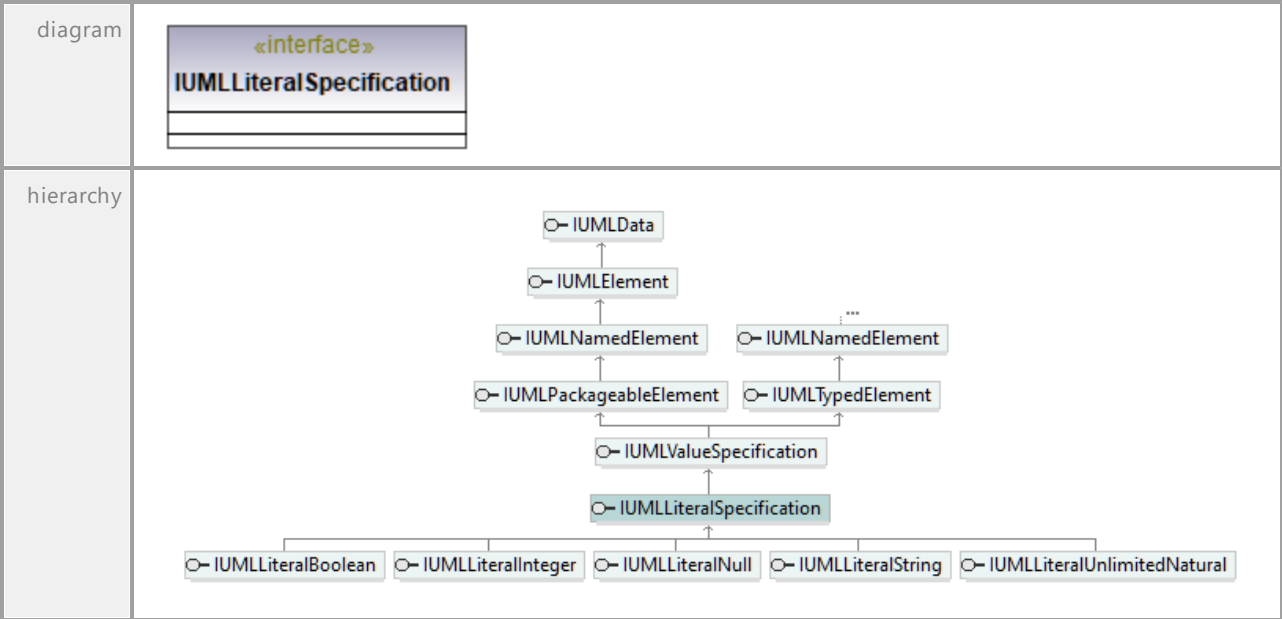 diagram
«interface»
IUMLLiteralSpecification
hierarchy
IUMLData
IUMLElement
...
IUMLNamedElement IUMLNamedElement
IUMLPackageableElement IUMLTypedElement
IUMLValueSpecification
IUMLLiteralSpecification
IUMLLiteralBoolean IUMLLiteralInteger IUMLLiteralNull IUMLLiteralString IUMLLiteralUnlimitedNatural